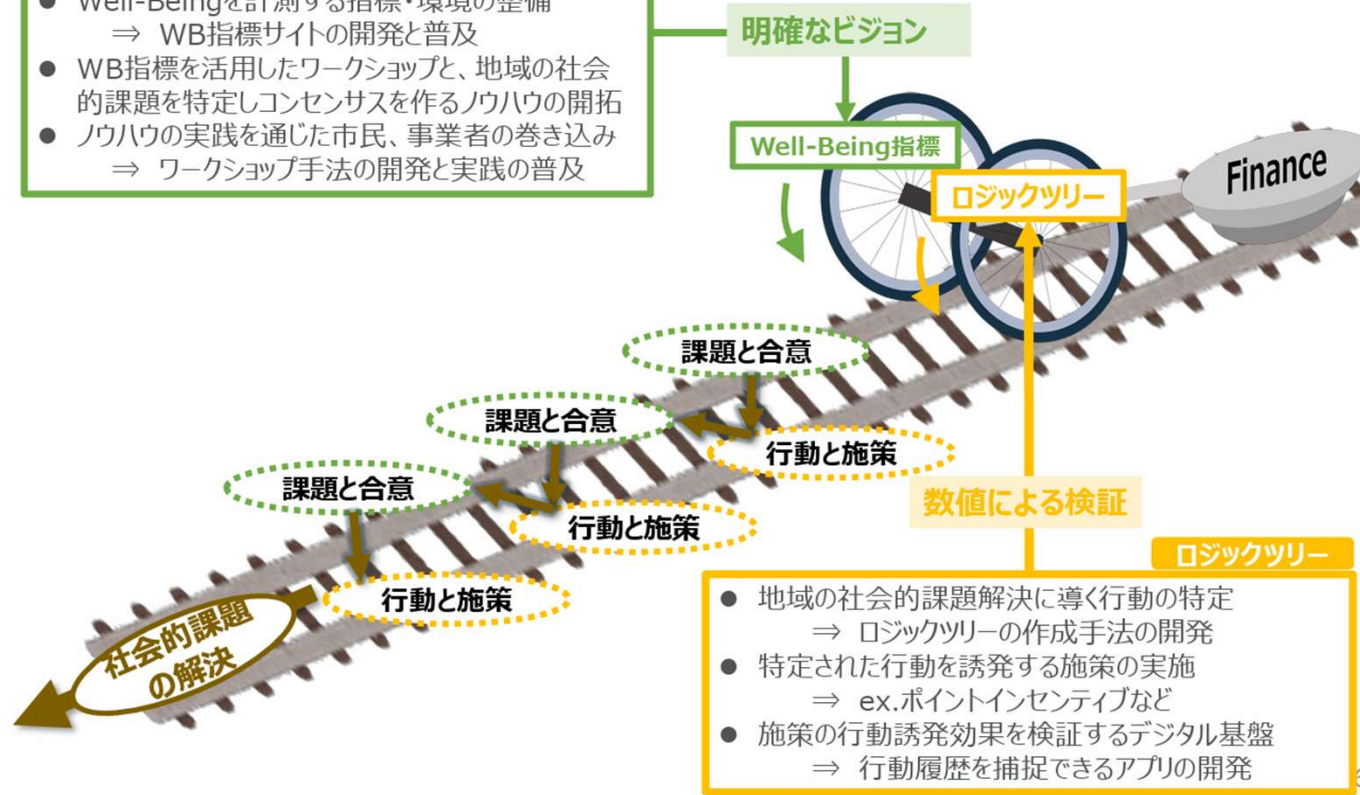 ● Well-Beingを計測する指標・環境の整備
⇒ WB指標サイトの開発と普及
● WB指標を活用したワークショップと、地域の社会
的課題を特定しコンセンサスを作るノウハウの開拓
● ノウハウの実践を通じた市民、事業者の巻き込み
⇒ ワークショップ手法の開発と実践の普及
明確なビジョン
Well-Being指標
ロジックツリー
Finance
課題と合意
課題と合意
行動と施策
課題と合意
行動と施策
数値による検証
行動と施策
社会的課題
の解決
ロジックツリー
● 地域の社会的課題解決に導く行動の特定
⇒ ロジックツリーの作成手法の開発
● 特定された行動を誘発する施策の実施
⇒ ex.ポイントインセンティブなど
● 施策の行動誘発効果を検証するデジタル基盤
⇒ 行動履歴を捕捉できるアプリの開発